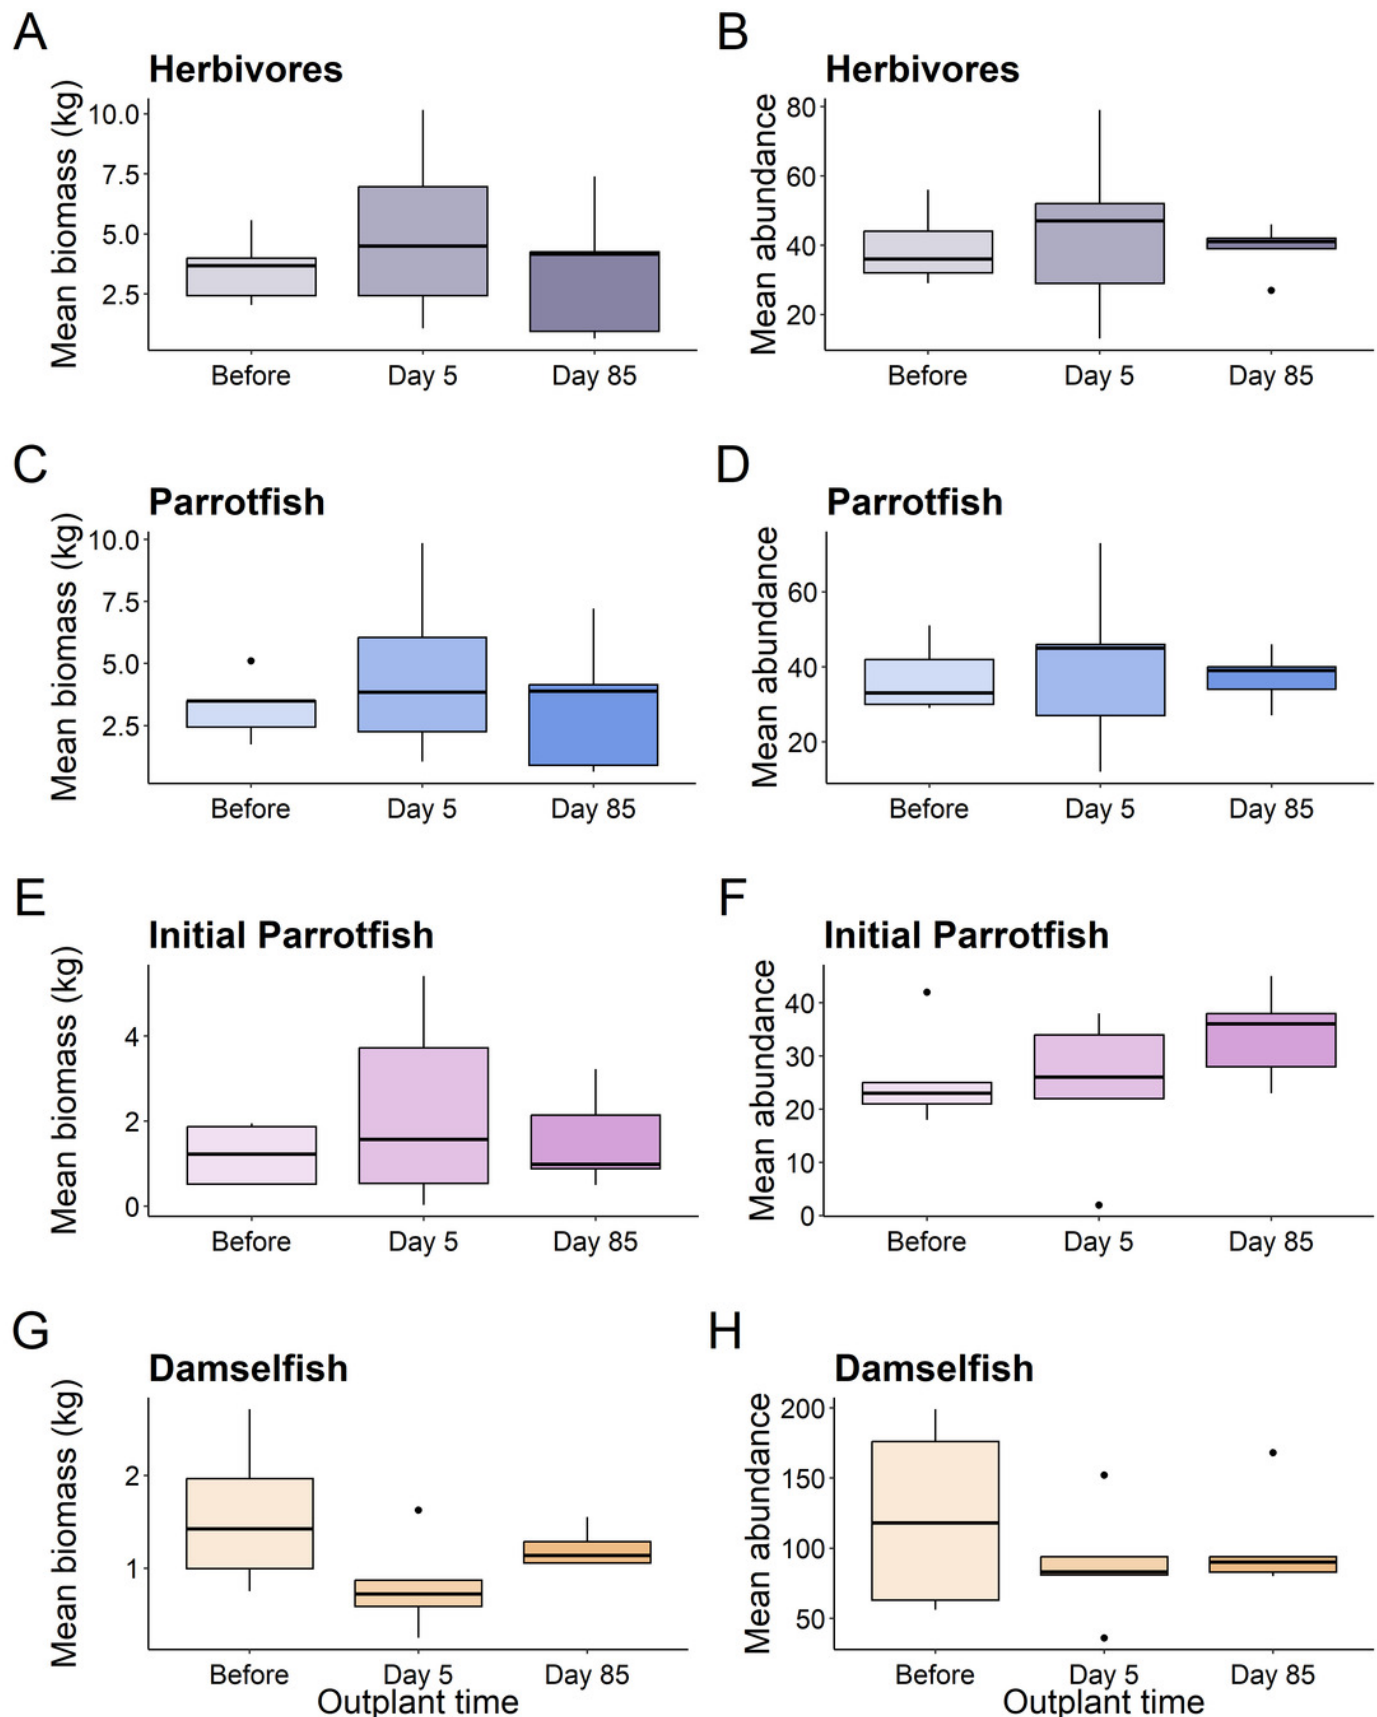 A
B
Herbivores
Herbivores
Mean biomass (kg)
10.0
7.5
5.0
2.5
Before
Day 5
Day 85
Mean abundance
80
60
40
20
Before
Day 5
Day 85
C
D
Parrotfish
Parrotfish
Mean biomass (kg)
10.0
7.5
5.0
2.5
Before
Day 5
Day 85
Mean abundance
60
40
20
Before
Day 5
Day 85
E
F
Initial Parrotfish
Initial Parrotfish
Mean biomass (kg)
4
2
0
Before
Day 5
Day 85
Mean abundance
40
30
20
10
0
Before
Day 5
Day 85
G
H
Damselfish
Damselfish
Mean biomass (kg)
2
1
Before
Day 5
Day 85
Outplant time
Mean abundance
200
150
100
50
Before
Day 5
Day 85
Outplant time